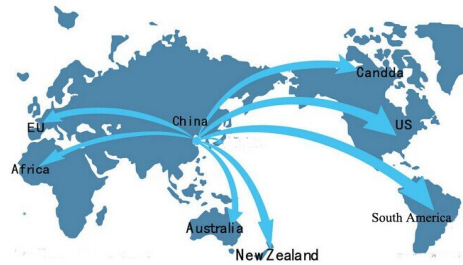 Candda
China
US
EU
Africa
South America
Australia
New Zealand